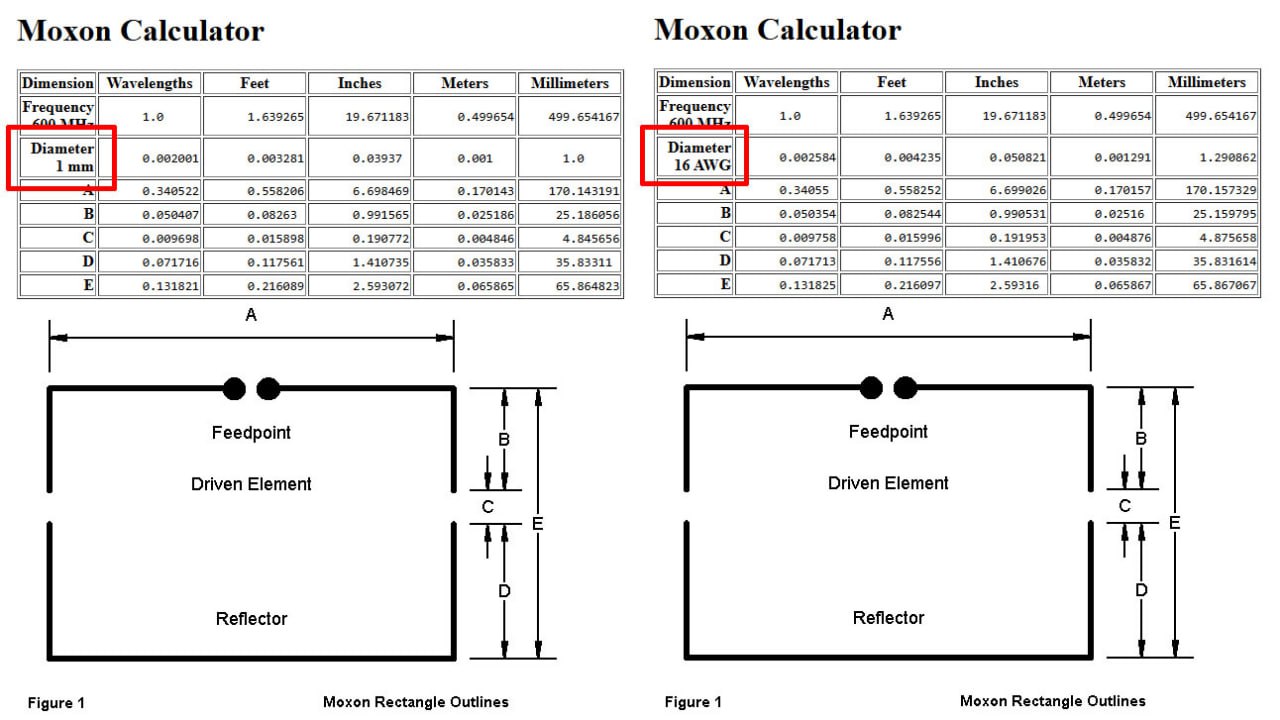 Moxon Calculator
Dimension Wavelengths Feet Inches Meters Millimeters
Frequency
600 MHz 1.0 1.639265 19.671183 0.499654 499.654167
Diameter
1 mm 0.002001 0.003281 0.03937 0.001 1.0
A 0.340522 0.558206 6.698469 0.170143 170.143191
B 0.050407 0.08263 0.991565 0.025186 25.186056
C 0.009698 0.015898 0.190772 0.004846 4.845656
D 0.071716 0.117561 1.410735 0.035833 35.83311
E 0.131821 0.216089 2.593072 0.065865 65.864823
A
Feedpoint
B
Driven Element
C
E
D
Reflector
Figure 1 Moxon Rectangle Outlines
Moxon Calculator
Dimension Wavelengths Feet Inches Meters Millimeters
Frequency
600 MHz 1.0 1.639265 19.671183 0.499654 499.654167
Diameter
16 AWG 0.002584 0.004235 0.050821 0.001291 1.290862
A 0.34055 0.558252 6.699026 0.170157 170.157329
B 0.050354 0.082544 0.990531 0.02516 25.159795
C 0.009758 0.015996 0.191953 0.004876 4.875658
D 0.071713 0.117556 1.410676 0.035832 35.831614
E 0.131825 0.216097 2.59316 0.065867 65.867067
A
Feedpoint
B
Driven Element
C
E
D
Reflector
Figure 1 Moxon Rectangle Outlines